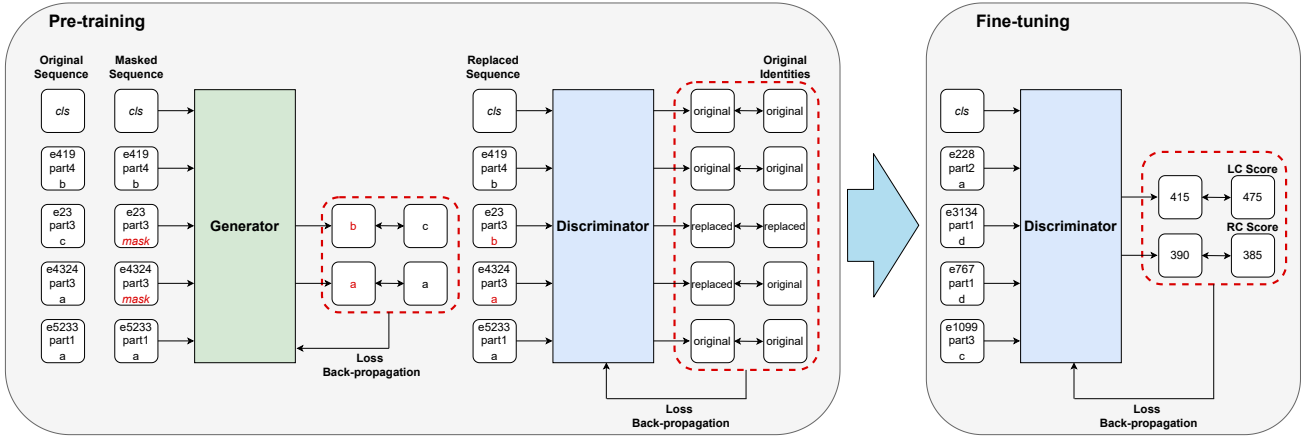 Pre-training
Original
Sequence
cls
e419
part4
b
e23
part3
c
e4324
part3
a
e5233
part1
a
Masked
Sequence
cls
e419
part4
b
e23
part3
mask
e4324
part3
mask
e5233
part1
a
Generator
b
c
a
a
Loss
Back-propagation
Replaced
Sequence
cls
e419
part4
b
e23
part3
b
e4324
part3
a
e5233
part1
a
Discriminator
Original
Identities
original
original
original
original
replaced
replaced
replaced
original
original
original
Loss
Back-propagation
Fine-tuning
cls
e228
part2
a
e3134
part1
d
e767
part1
d
e1099
part3
c
Discriminator
LC Score
415
475
RC Score
390
385
Loss
Back-propagation